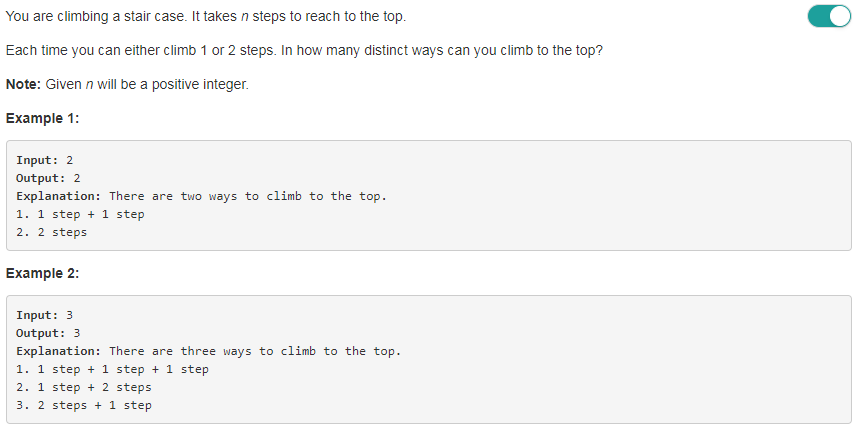 You are climbing a stair case. It takes n steps to reach to the top.
Each time you can either climb 1 or 2 steps. In how many distinct ways can you climb to the top?
Note: Given n will be a positive integer.
Example 1:
Input: 2
Output: 2
Explanation: There are two ways to climb to the top.
1. 1 step + 1 step
2. 2 steps
Example 2:
Input: 3
Output: 3
Explanation: There are three ways to climb to the top.
1. 1 step + 1 step + 1 step
2. 1 step + 2 steps
3. 2 steps + 1 step